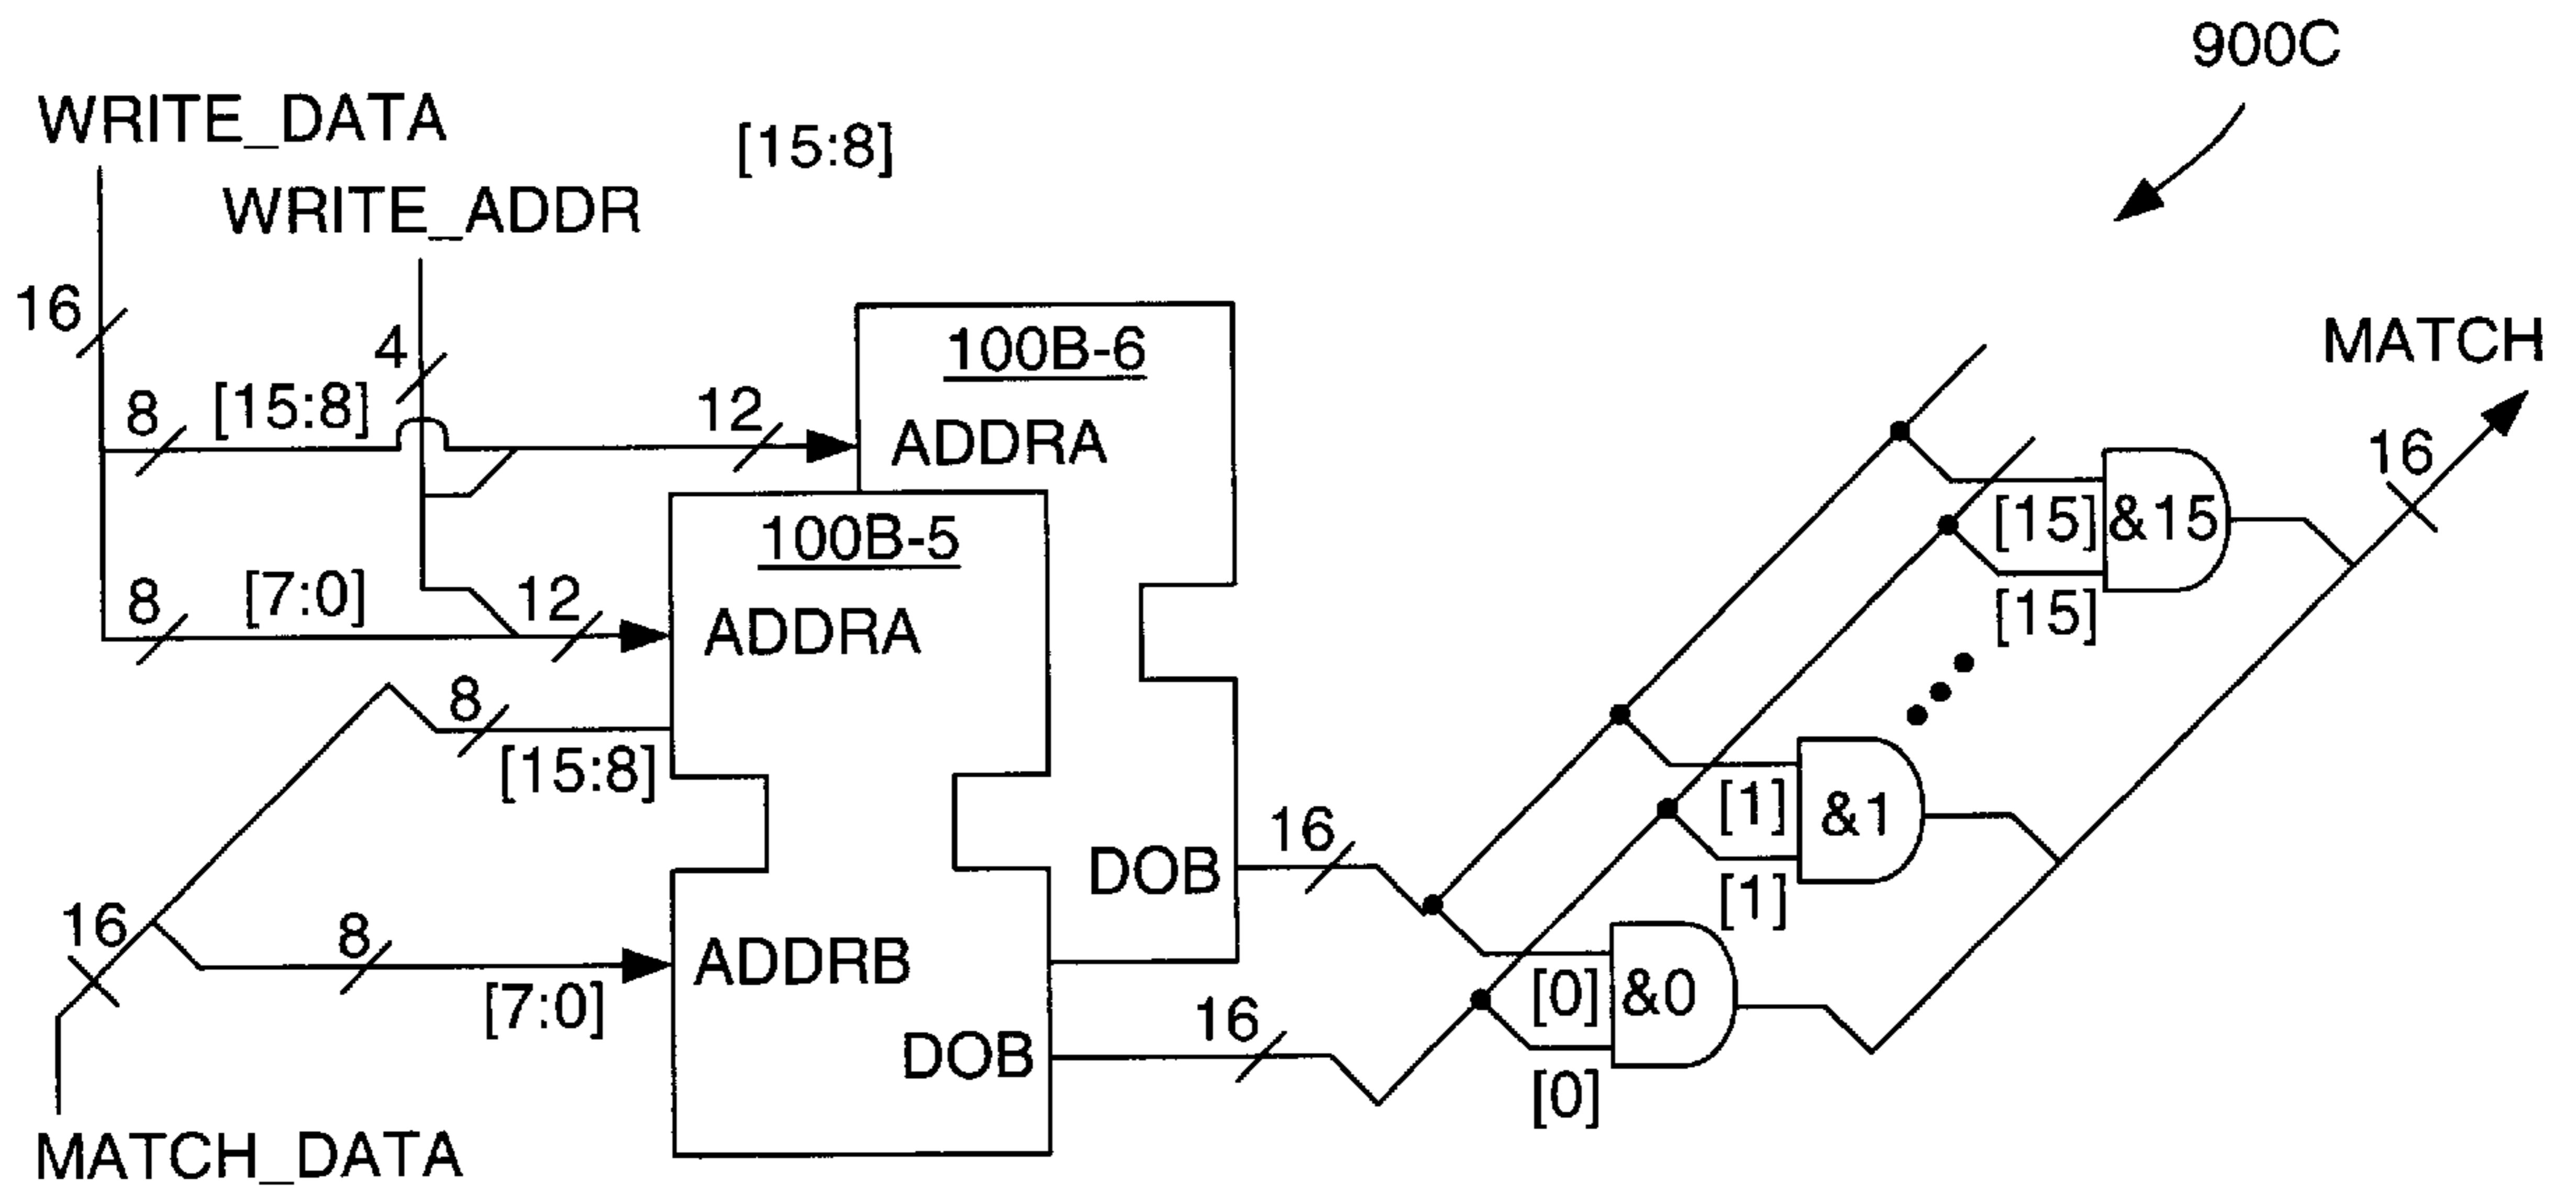 900C
WRITE_DATA
[15:8]
WRITE_ADDR
16
4
100B-6
MATCH
8
[15:8]
12
ADDRA
16
[15]
&15
100B-5
8
[7:0]
12
ADDRA
[15]
8
[15:8]
[1]
&1
16
DOB
[1]
16
8
ADDRB
[7:0]
[0]
&0
16
DOB
[0]
MATCH_DATA